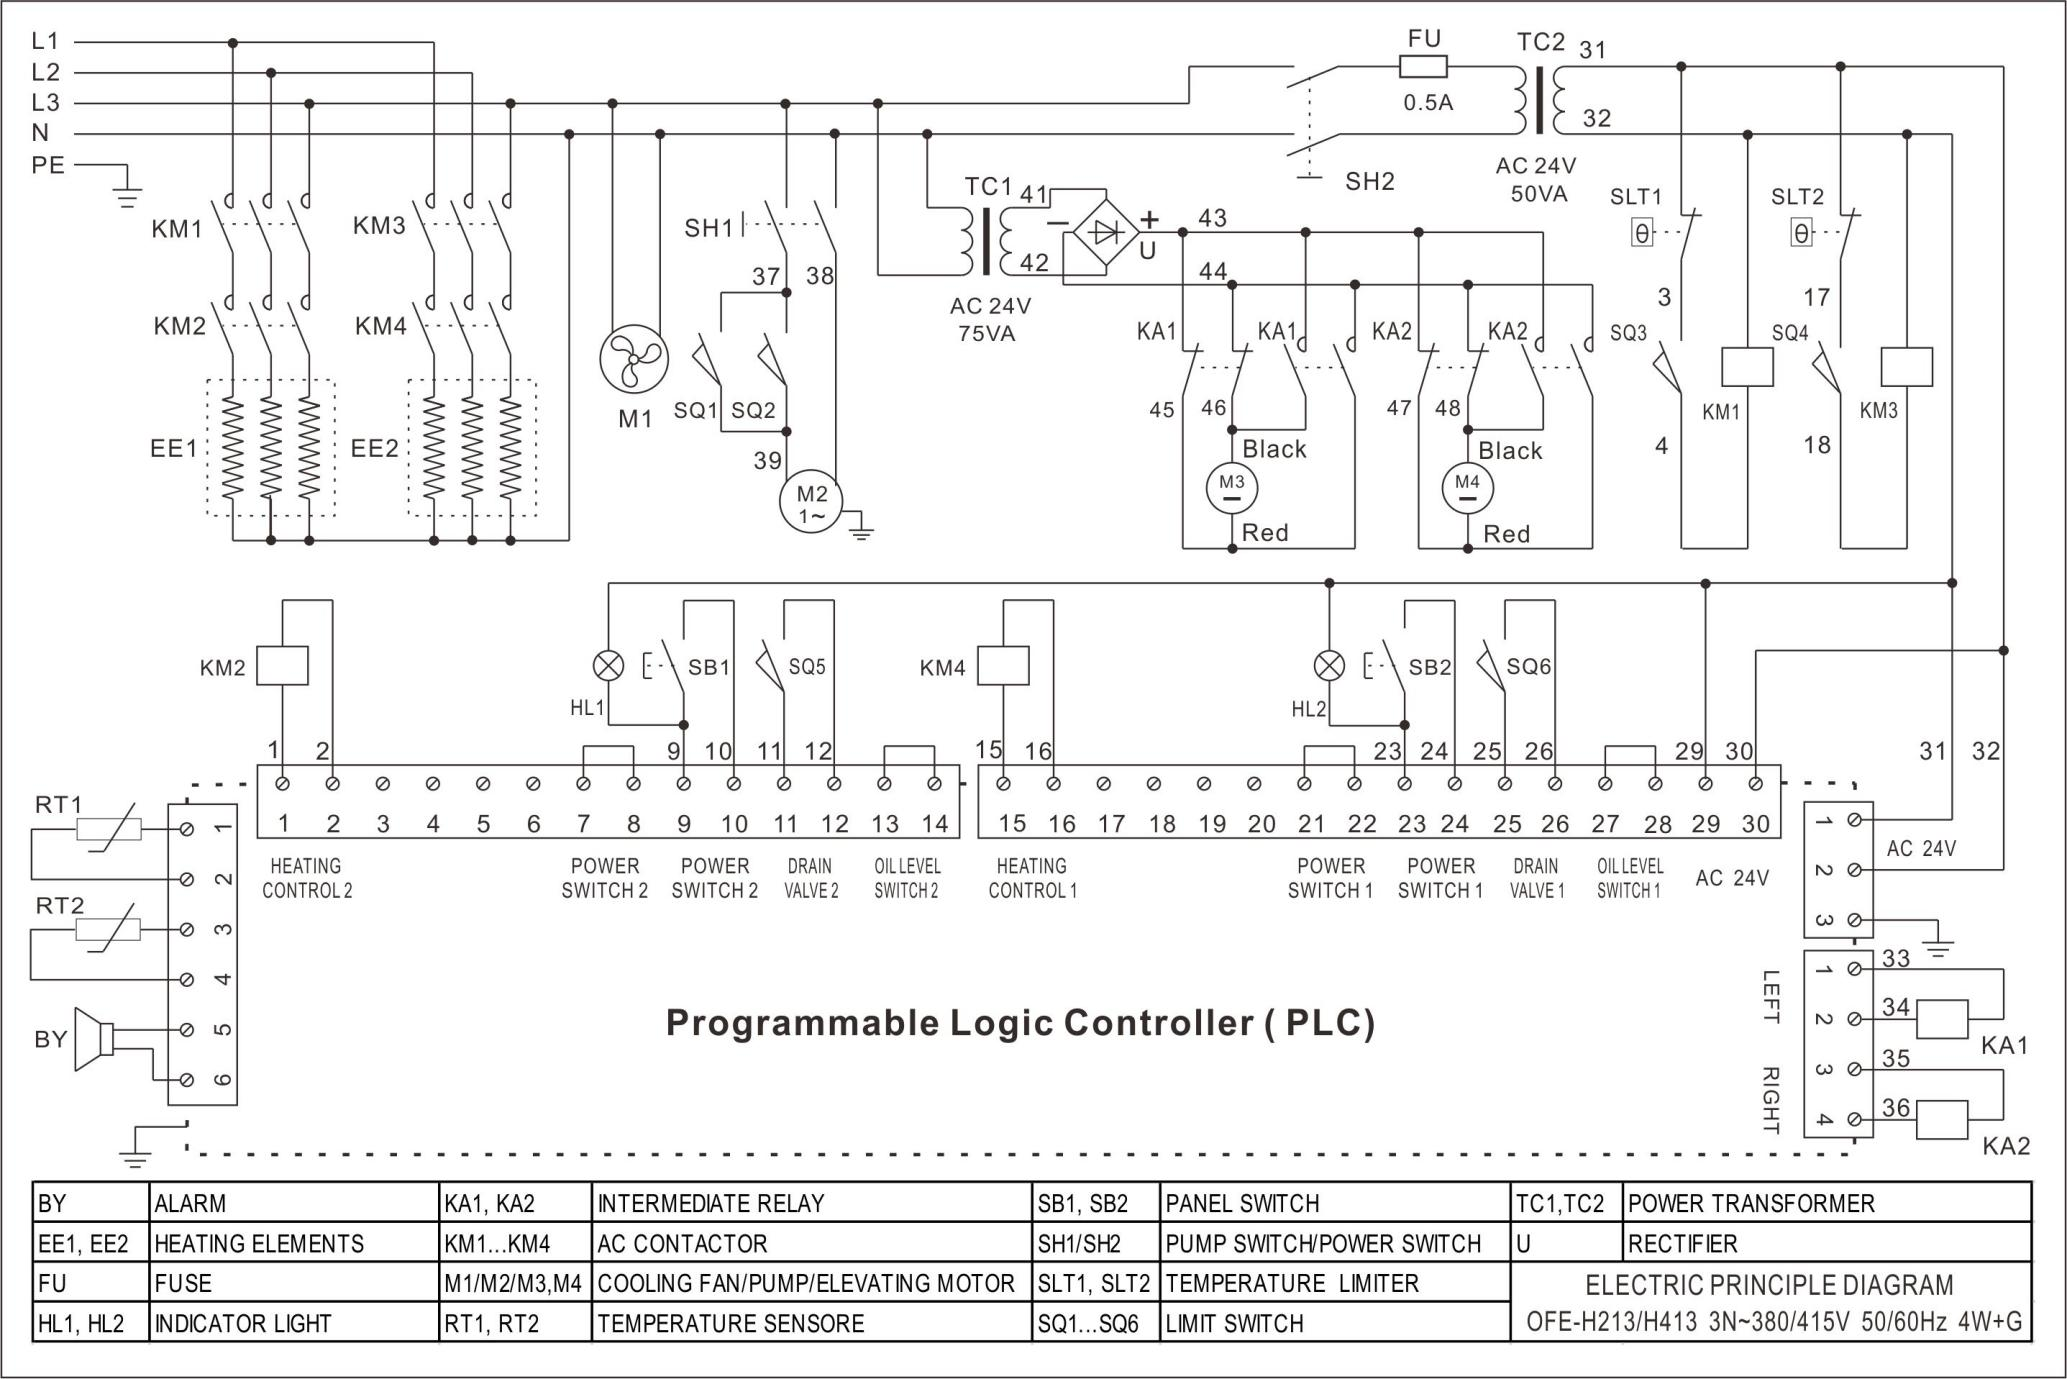 L1
L2
L3
N
PE
FU
0.5A
TC2
31
32
AC 24V
50VA
SH2
KM1
KM3
SH1
TC1
41
42
AC 24V
75VA
− + U
43
44
37
38
SLT1
θ
SLT2
θ
3
17
KM2
KM4
KA1
KA1
KA2
KA2
SQ3
SQ4
M1
SQ1
SQ2
39
45
46
47
48
KM1
KM3
4
18
EE1
EE2
M2
1~
Black
M3
Red
Black
M4
Red
KM2
HL1
SB1
SQ5
KM4
HL2
SB2
SQ6
1 2 9 10 11 12 15 16 23 24 25 26 29 30 31 32
1 2 3 4 5 6 7 8 9 10 11 12 13 14
15 16 17 18 19 20 21 22 23 24 25 26 27 28 29 30
HEATING
CONTROL 2
POWER
SWITCH 2
POWER
SWITCH 2
DRAIN
VALVE 2
OIL LEVEL
SWITCH 2
HEATING
CONTROL 1
POWER
SWITCH 1
POWER
SWITCH 1
DRAIN
VALVE 1
OIL LEVEL
SWITCH 1
AC 24V
RT1
RT2
BY
1
2
3
4
5
6
1
2
3
AC 24V
LEFT
RIGHT
1
2
3
4
33
34
KA1
35
36
KA2
Programmable Logic Controller ( PLC)
BY ALARM KA1, KA2 INTERMEDIATE RELAY SB1, SB2 PANEL SWITCH TC1,TC2 POWER TRANSFORMER
EE1, EE2 HEATING ELEMENTS KM1...KM4 AC CONTACTOR SH1/SH2 PUMP SWITCH/POWER SWITCH U RECTIFIER
FU FUSE M1/M2/M3,M4 COOLING FAN/PUMP/ELEVATING MOTOR SLT1, SLT2 TEMPERATURE LIMITER ELECTRIC PRINCIPLE DIAGRAM
HL1, HL2 INDICATOR LIGHT RT1, RT2 TEMPERATURE SENSORE SQ1...SQ6 LIMIT SWITCH OFE-H213/H413 3N~380/415V 50/60Hz 4W+G